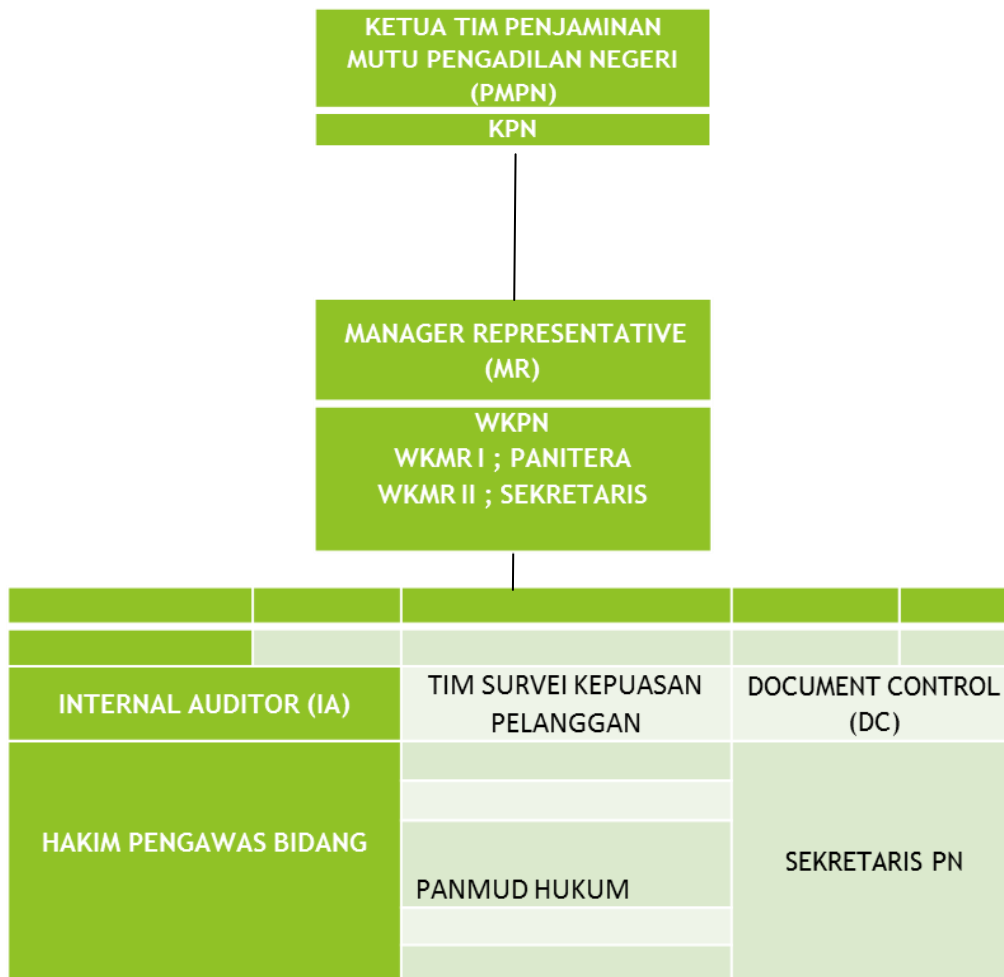 KETUA TIM PENJAMINAN
MUTU PENGADILAN NEGERI
(PMPN)
KPN
MANAGER REPRESENTATIVE
(MR)
WKPN
WKMR I ; PANITERA
WKMR II ; SEKRETARIS
INTERNAL AUDITOR (IA)
TIM SURVEI KEPUASAN
PELANGGAN
DOCUMENT CONTROL
(DC)
HAKIM PENGAWAS BIDANG
PANMUD HUKUM
SEKRETARIS PN